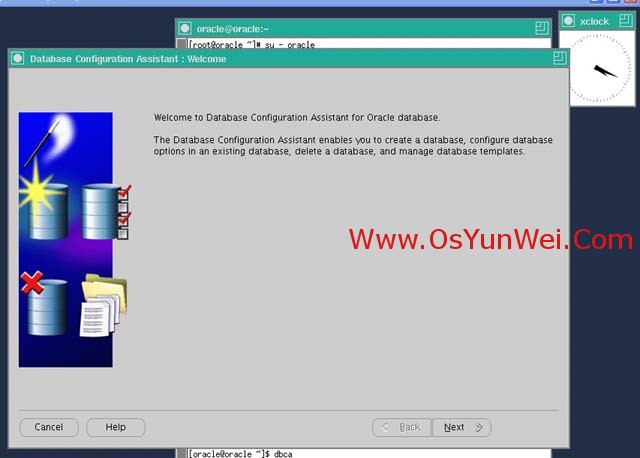 oracle@oracle:~
xclock
[root@oracle ~]# su - oracle
Database Configuration Assistant : Welcome
Welcome to Database Configuration Assistant for Oracle database.
The Database Configuration Assistant enables you to create a database, configure database
options in an existing database, delete a database, and manage database templates.
Www.OsYunWei.Com
Cancel
Help
Back
Next
[oracle@oracle ~]$ dbca